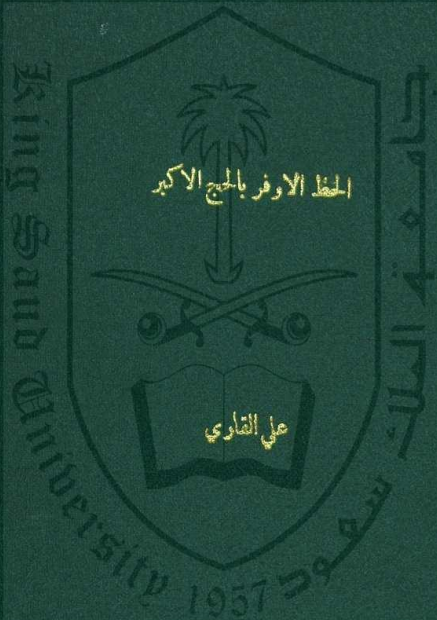 الحظ الاوفر بالحج الاكبر
علي القاري
King Saud University 1957
جامعة الملك سعود